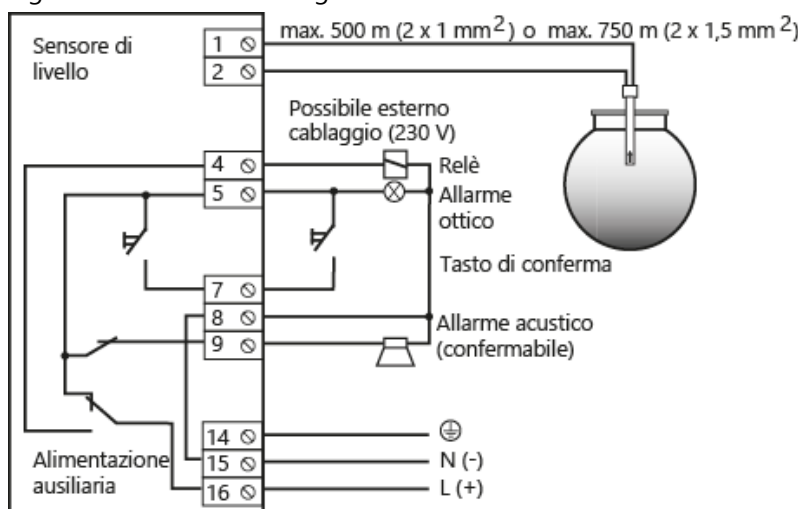 Sensore di
livello
1
2
max. 500 m (2 x 1 mm²) o max. 750 m (2 x 1,5 mm²)
Possibile esterno
cablaggio (230 V)
4
Relè
5
Allarme
ottico
Tasto di conferma
7
8
9
Allarme acustico
(confermabile)
14
15
N (-)
16
L (+)
Alimentazione
ausiliaria